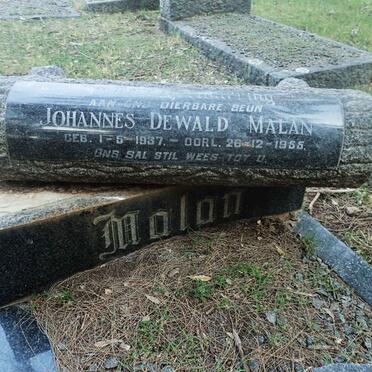 AAN ONS DIERBARE SEUN
JOHANNES DEWALD MALAN
GEB. 1-5-1937. — OORL. 26-12-1955.
ONS SAL STIL WEES TOT U.
Malan